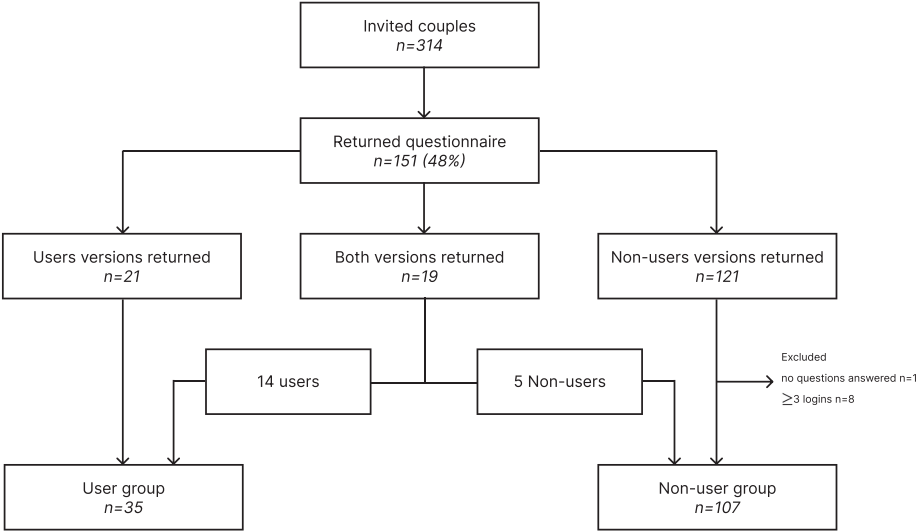 Invited couples
n=314
Returned questionnaire
n=151 (48%)
Users versions returned
n=21
Both versions returned
n=19
Non-users versions returned
n=121
14 users
5 Non-users
Excluded
no questions answered n=1
≥3 logins n=8
User group
n=35
Non-user group
n=107